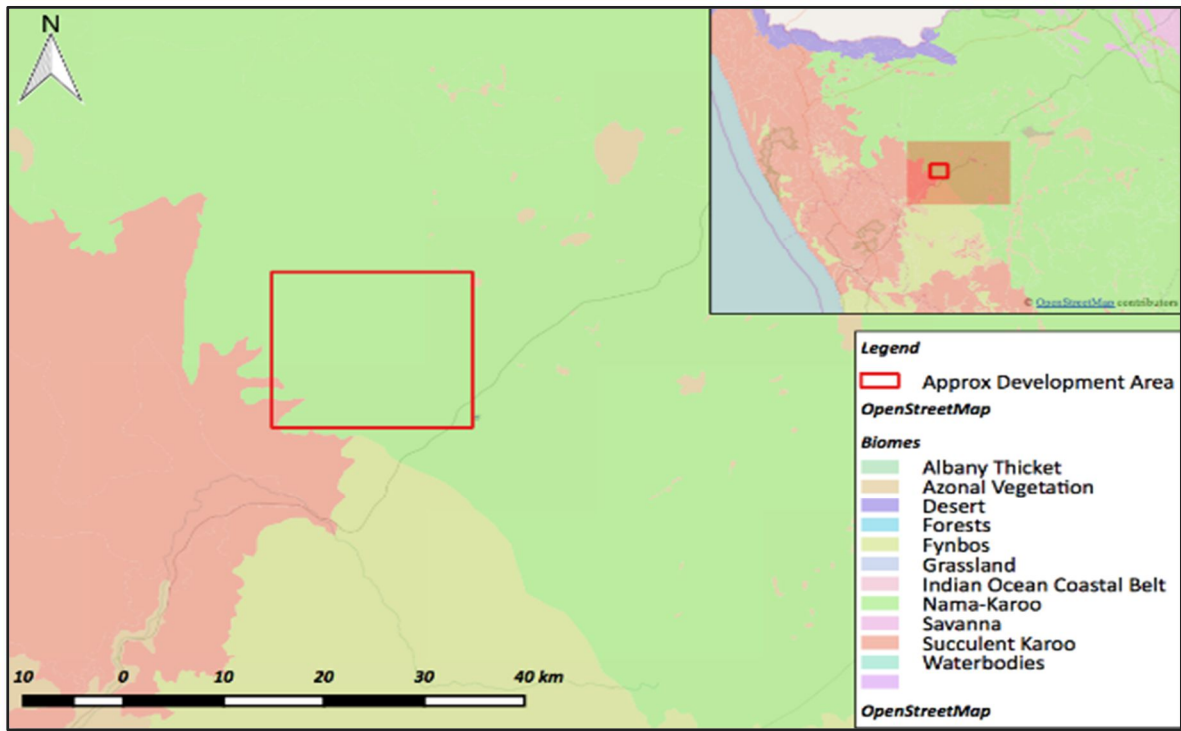 N
© OpenStreetMap contributors
Legend
Approx Development Area
OpenStreetMap
Biomes
Albany Thicket
Azonal Vegetation
Desert
Forests
Fynbos
Grassland
Indian Ocean Coastal Belt
Nama-Karoo
Savanna
Succulent Karoo
Waterbodies
OpenStreetMap
10 0 10 20 30 40 km